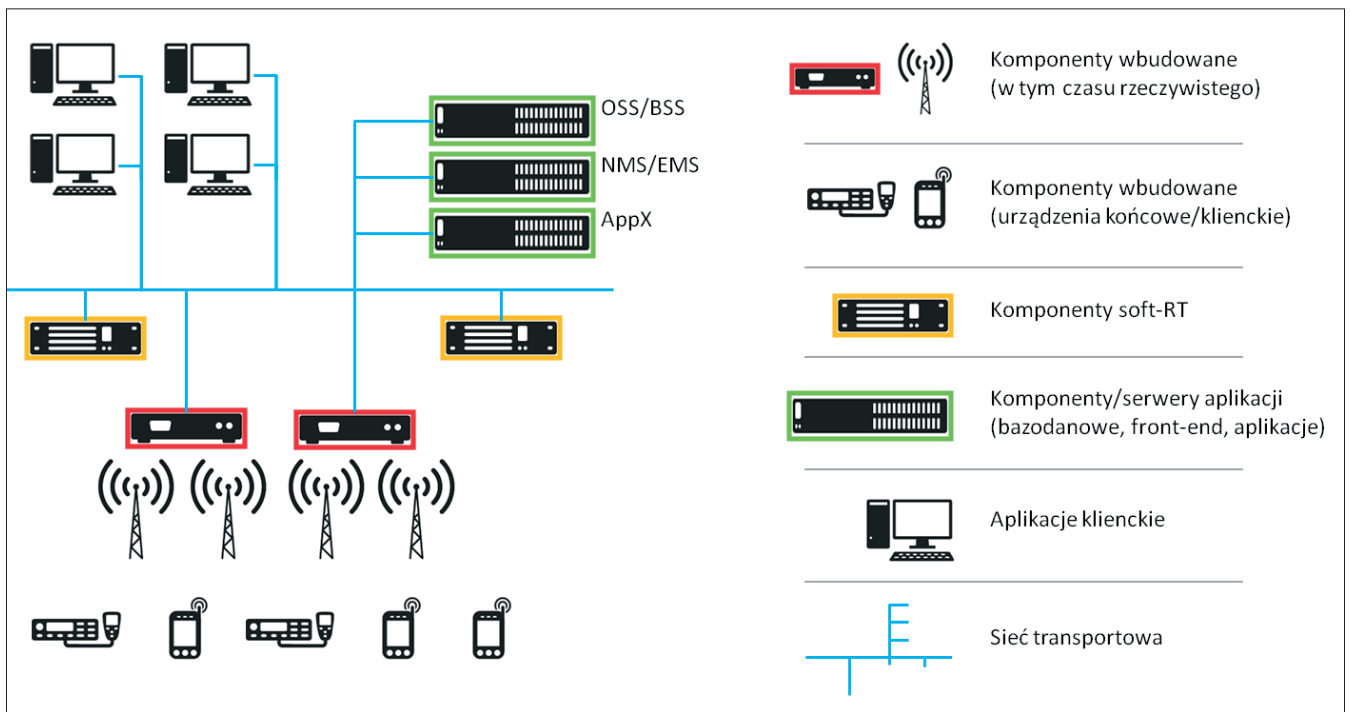 OSS/BSS
NMS/EMS
AppX
Komponenty wbudowane
(w tym czasu rzeczywistego)
Komponenty wbudowane
(urządzenia końcowe/klienckie)
Komponenty soft-RT
Komponenty/serwery aplikacji
(bazodanowe, front-end, aplikacje)
Aplikacje klienckie
Sieć transportowa